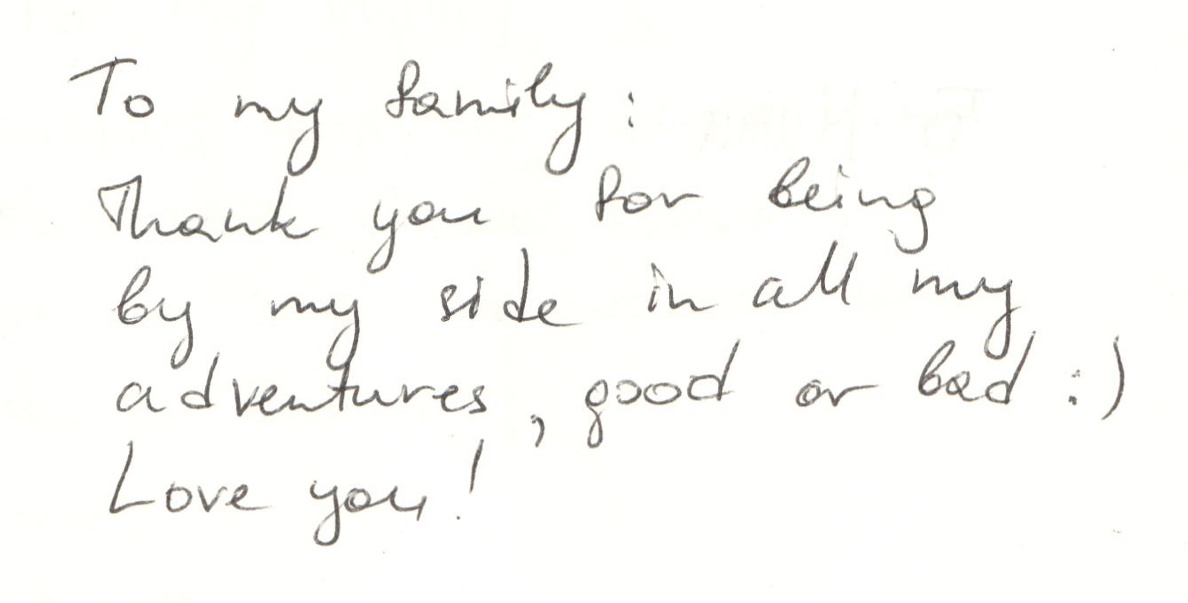 To my family:
Thank you for being
by my side in all my
adventures, good or bad :)
Love you!